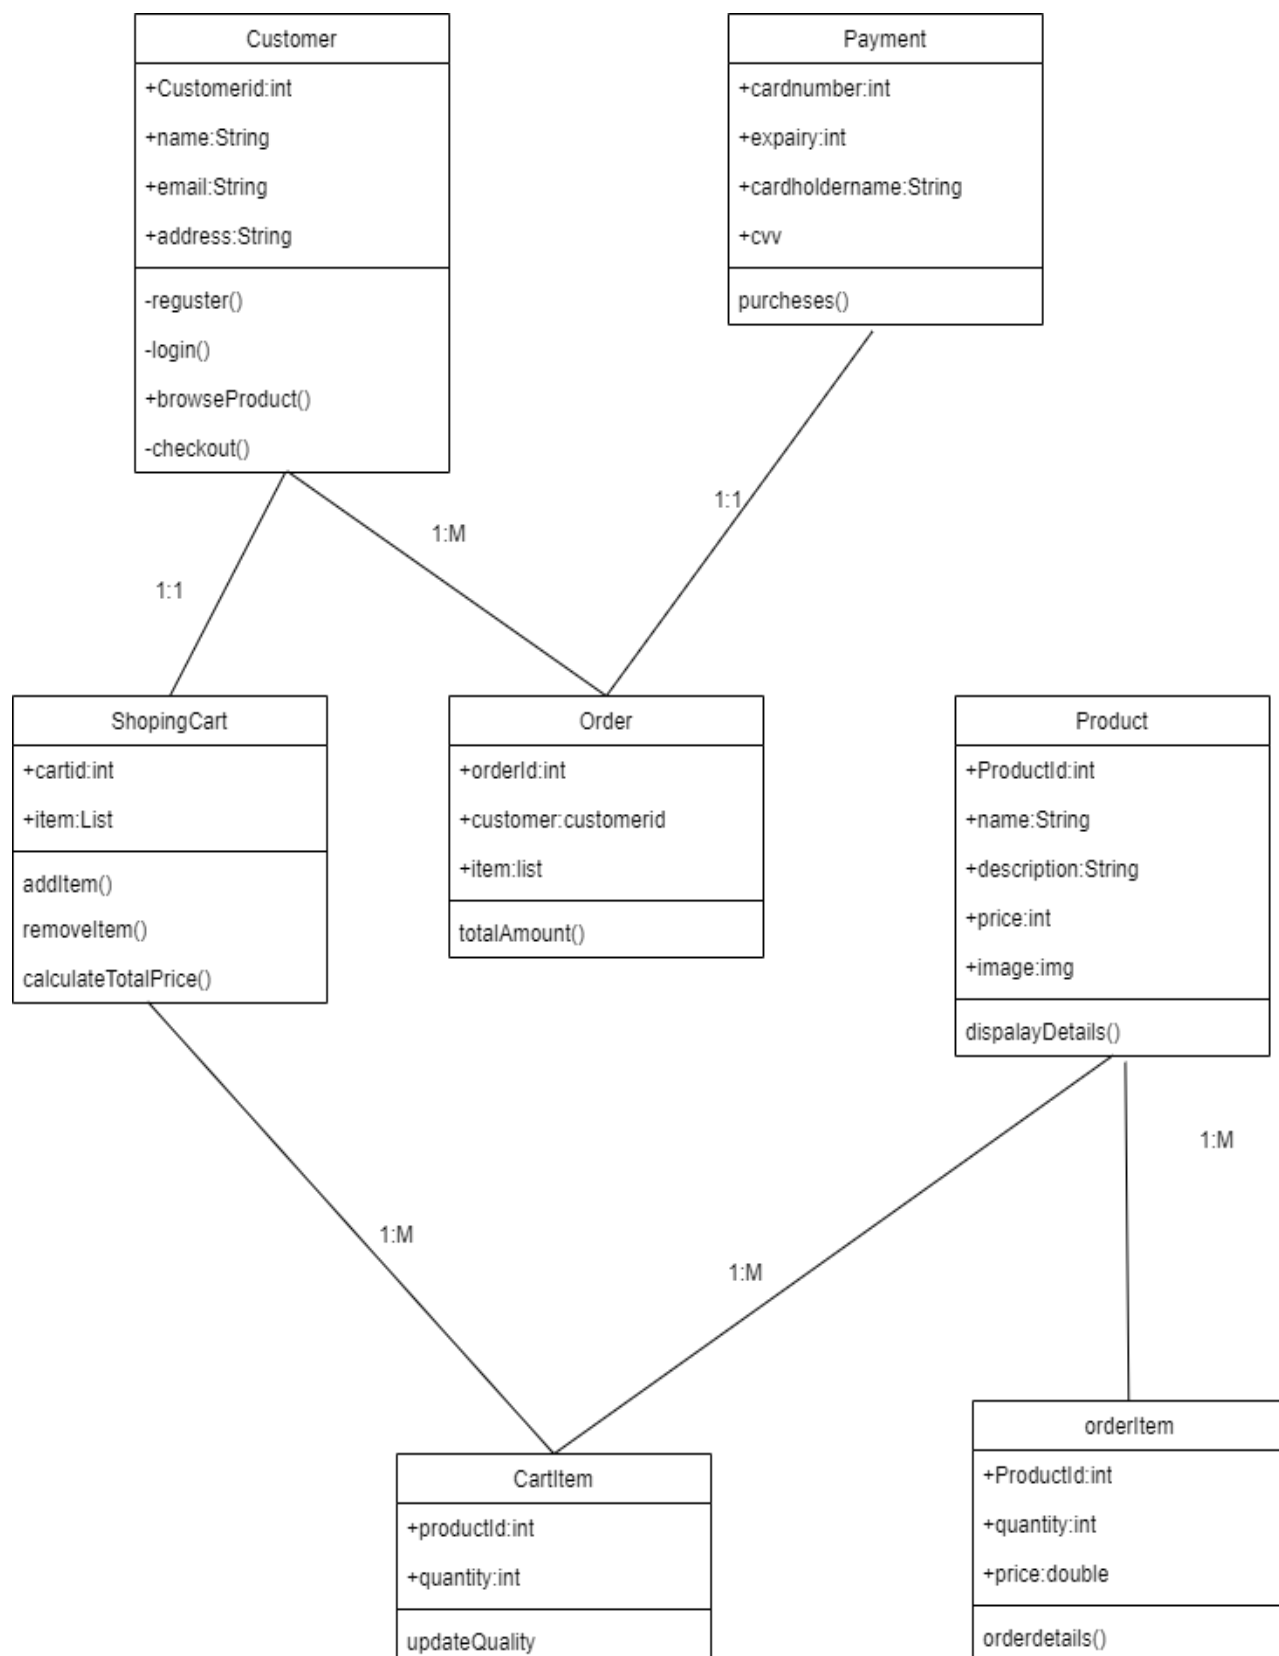 Customer
+Customerid:int
+name:String
+email:String
+address:String
-reguster()
-login()
+browseProduct()
-checkout()
Payment
+cardnumber:int
+expairy:int
+cardholdername:String
+cvv
purcheses()
1:1
1:M
1:1
ShopingCart
+cartid:int
+item:List
addItem()
removeItem()
calculateTotalPrice()
Order
+orderId:int
+customer:customerid
+item:list
totalAmount()
Product
+ProductId:int
+name:String
+description:String
+price:int
+image:img
dispalayDetails()
1:M
1:M
1:M
CartItem
+productId:int
+quantity:int
updateQuality
orderItem
+ProductId:int
+quantity:int
+price:double
orderdetails()